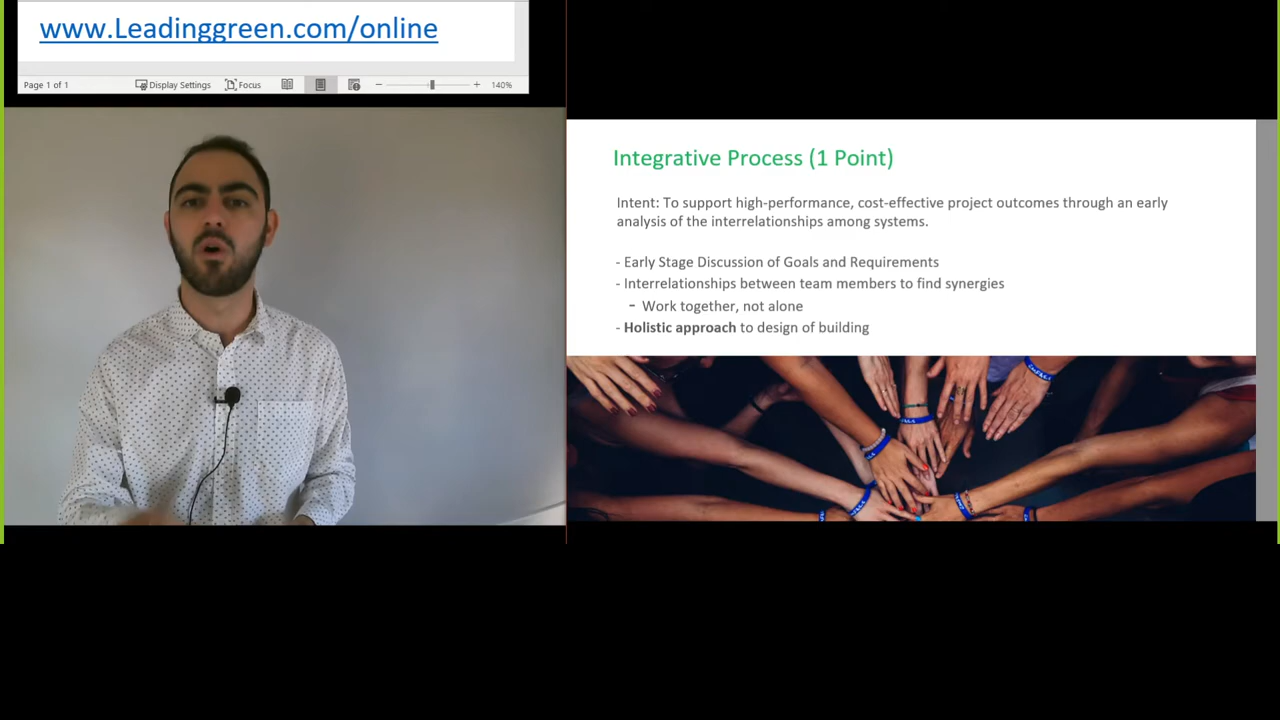 www.Leadinggreen.com/online
Page 1 of 1 Display Settings Focus 140%
Integrative Process (1 Point)
Intent: To support high-performance, cost-effective project outcomes through an early
analysis of the interrelationships among systems.
- Early Stage Discussion of Goals and Requirements
- Interrelationships between team members to find synergies
- Work together, not alone
- Holistic approach to design of building